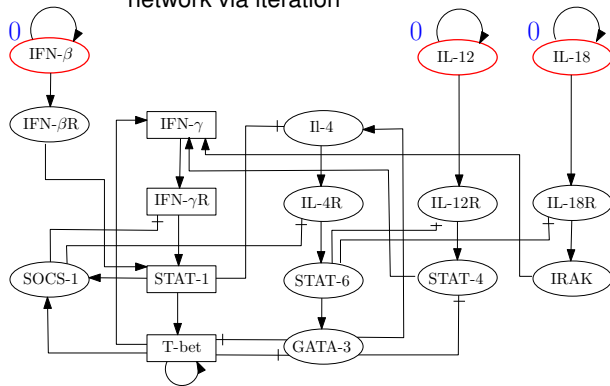 network via iteration
0 0 0
IFN-β IL-12 IL-18
IFN-βR IFN-γ Il-4
IFN-γR IL-4R IL-12R IL-18R
SOCS-1 STAT-1 STAT-6 STAT-4 IRAK
T-bet GATA-3